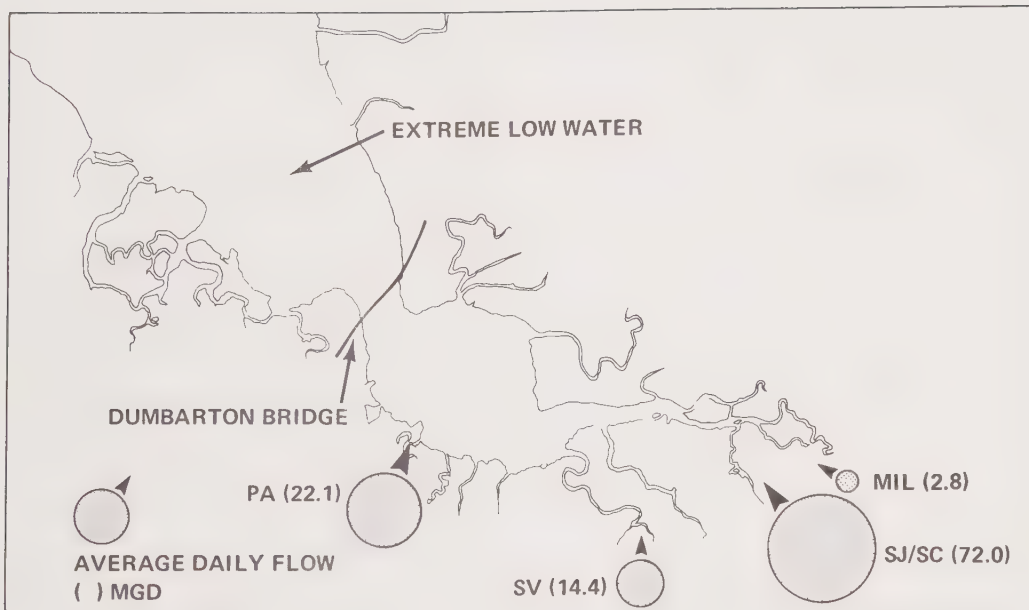 EXTREME LOW WATER
DUMBARTON BRIDGE
PA (22.1)
MIL (2.8)
SJ/SC (72.0)
SV (14.4)
AVERAGE DAILY FLOW
( ) MGD